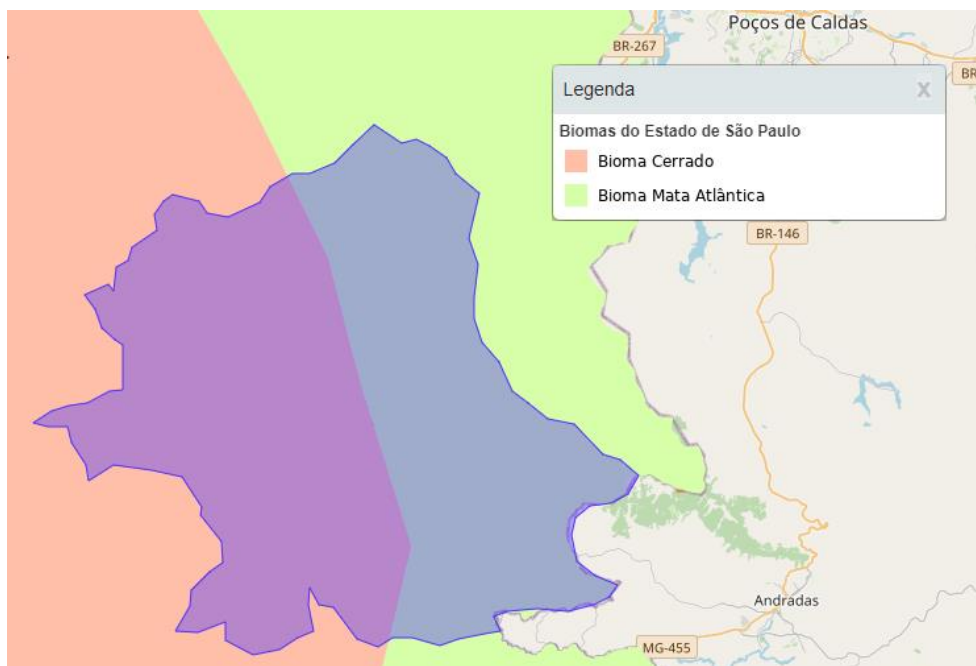 Poços de Caldas
BR-267
BR
Legenda
X
Biomas do Estado de São Paulo
Bioma Cerrado
Bioma Mata Atlântica
BR-146
Andradas
MG-455